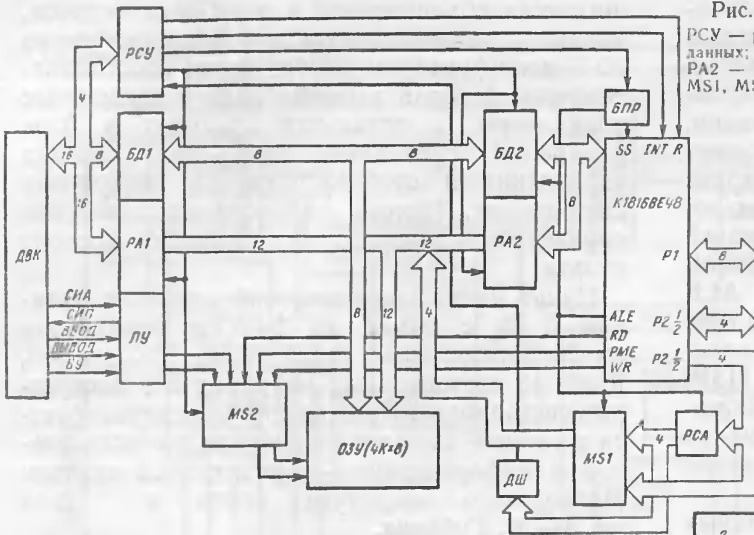 Рис.
РСУ —
данных;
РА2 —
MS1, MS
РСУ
4
БПР
16
8
БД1
8
8
БД2
8
SS INT R
К1816ВЕ48
16
ДВК
РА1
12
12
РА2
P1
8
СИА
СИП
ВВОД
ВЫВОД
ВУ
ЛУ
8
12
4
ALE
RD
PME
WR
P2 1/2
4
P2 1/2
4
MS2
ОЗУ(4К×8)
ДШ
MS1
4
РСА
2